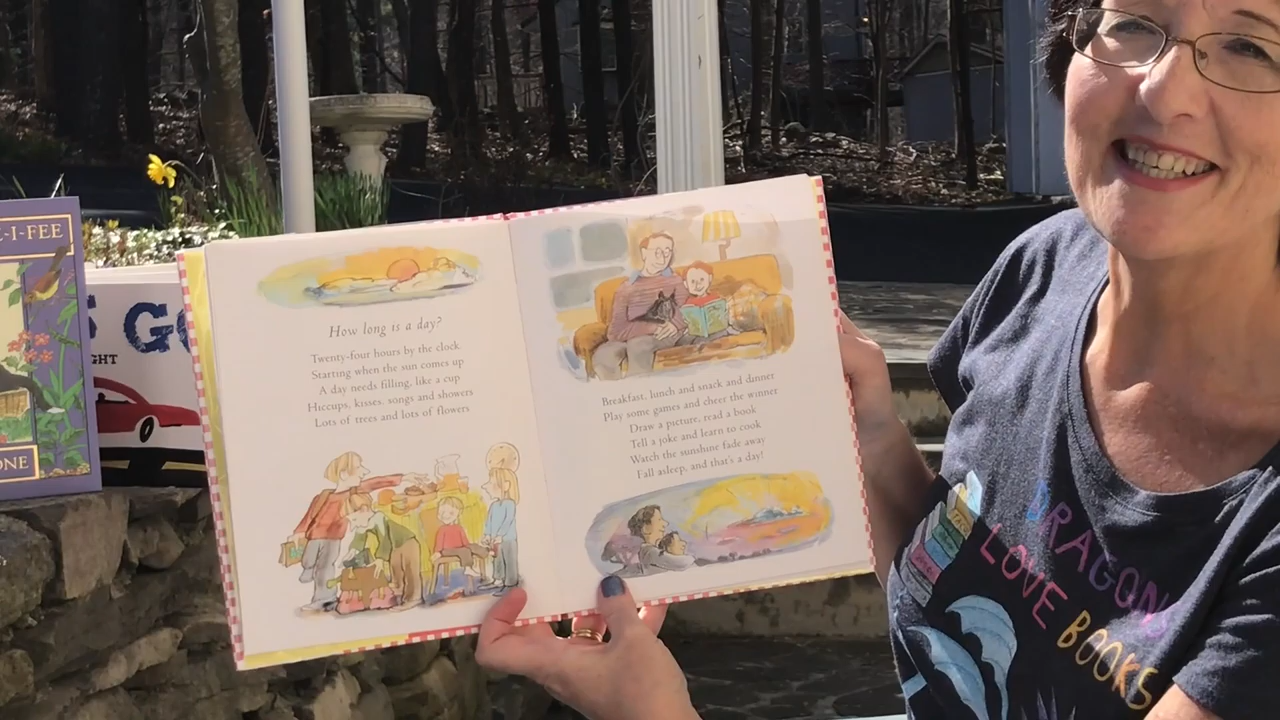 -I-FEE
ONE
S GO
GHT
How long is a day?
Twenty-four hours by the clock
Starting when the sun comes up
A day needs filling, like a cup
Hiccups, kisses, songs and showers
Lots of trees and lots of flowers
Breakfast, lunch and snack and dinner
Play some games and cheer the winner
Draw a picture, read a book
Tell a joke and learn to cook
Watch the sunshine fade away
Fall asleep, and that's a day!
DRAGONS
LOVE BOOKS